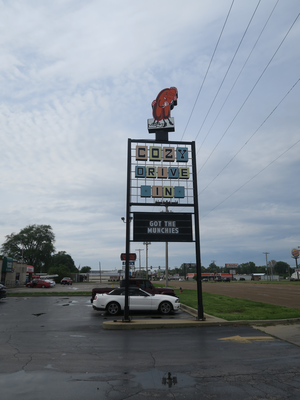 COZY
DRIVE
IN
GOT THE
MUNCHIES